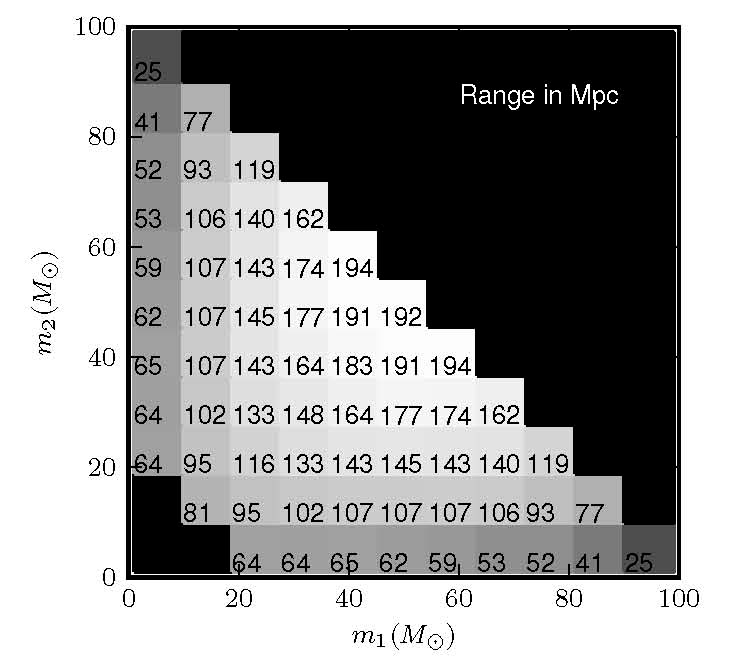 100
25
Range in Mpc
41 77
80
52 93 119
53 106 140 162
60
59 107 143 174 194
62 107 145 177 191 192
40
65 107 143 164 183 191 194
64 102 133 148 164 177 174 162
20
64 95 116 133 143 145 143 140 119
81 95 102 107 107 107 106 93 77
64 64 65 62 59 53 52 41 25
0
0 20 40 60 80 100
m₁(M⊙)
m₂(M⊙)